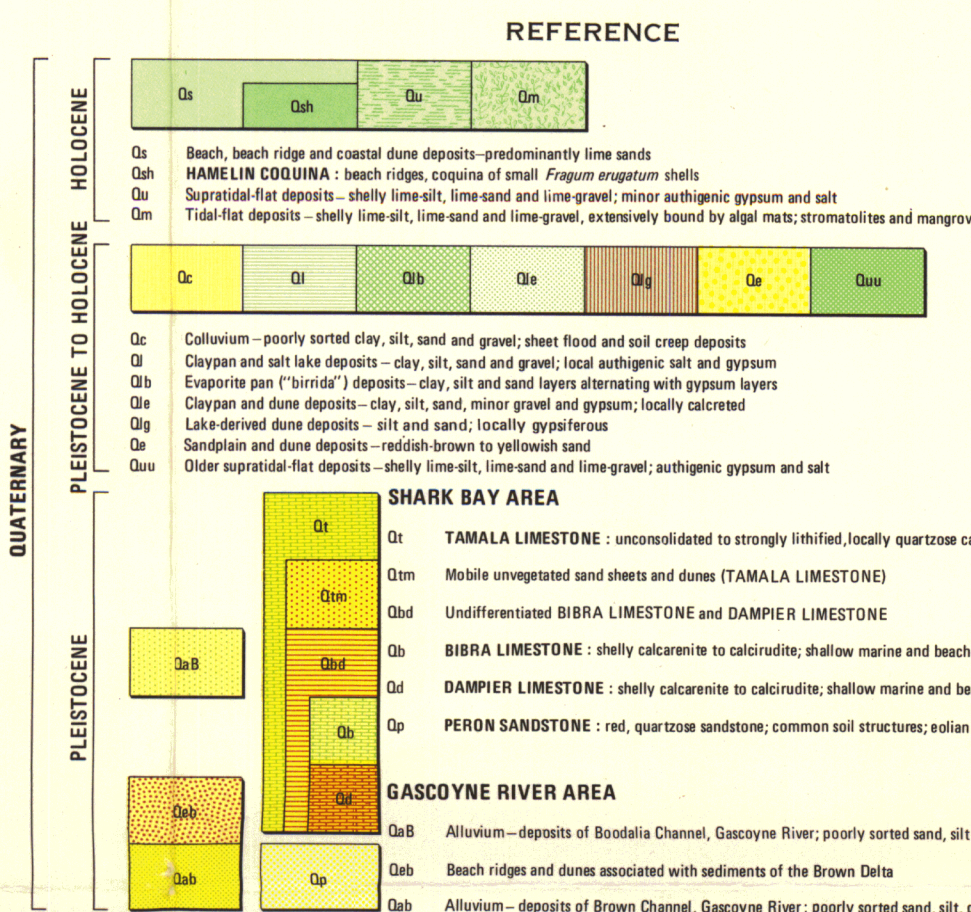 REFERENCE
QUATERNARY
HOLOCENE
Qs
Qsh
Qu
Qm
Qs Beach, beach ridge and coastal dune deposits—predominantly lime sands
Qsh HAMELIN COQUINA : beach ridges, coquina of small Fragum erugatum shells
Qu Supratidal-flat deposits – shelly lime-silt, lime-sand and lime-gravel; minor authigenic gypsum and salt
Qm Tidal-flat deposits – shelly lime-silt, lime-sand and lime-gravel, extensively bound by algal mats; stromatolites and mangrov
PLEISTOCENE TO HOLOCENE
Qc
Ql
Qlb
Qle
Qlg
Qe
Quu
Qc Colluvium – poorly sorted clay, silt, sand and gravel; sheet flood and soil creep deposits
Ql Claypan and salt lake deposits – clay, silt, sand and gravel; local authigenic salt and gypsum
Qlb Evaporite pan ("birrida") deposits – clay, silt and sand layers alternating with gypsum layers
Qle Claypan and dune deposits – clay, silt, sand, minor gravel and gypsum; locally calcreted
Qlg Lake-derived dune deposits – silt and sand; locally gypsiferous
Qe Sandplain and dune deposits – reddish-brown to yellowish sand
Quu Older supratidal-flat deposits – shelly lime-silt, lime-sand and lime-gravel; authigenic gypsum and salt
PLEISTOCENE
Qt
Qtm
Qbd
QaB
Qb
Qd
Qeb
Qab
Qp
SHARK BAY AREA
Qt TAMALA LIMESTONE : unconsolidated to strongly lithified, locally quartzose ca
Qtm Mobile unvegetated sand sheets and dunes (TAMALA LIMESTONE)
Qbd Undifferentiated BIBRA LIMESTONE and DAMPIER LIMESTONE
Qb BIBRA LIMESTONE : shelly calcarenite to calcirudite; shallow marine and beach
Qd DAMPIER LIMESTONE : shelly calcarenite to calcirudite; shallow marine and be
Qp PERON SANDSTONE : red, quartzose sandstone; common soil structures; eolian
GASCOYNE RIVER AREA
QaB Alluvium – deposits of Boodalia Channel, Gascoyne River; poorly sorted sand, silt
Qeb Beach ridges and dunes associated with sediments of the Brown Delta
Qab Alluvium – deposits of Brown Channel, Gascoyne River; poorly sorted sand, silt,